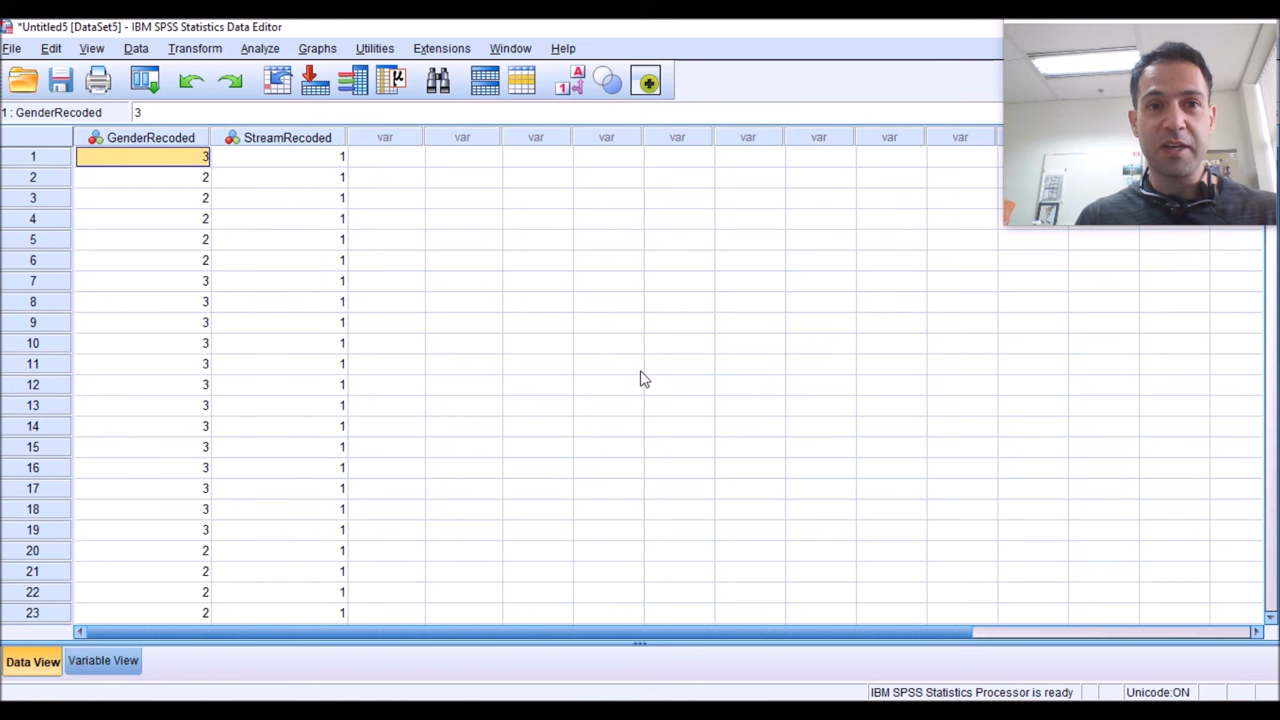 *Untitled5 [DataSet5] - IBM SPSS Statistics Data Editor
File Edit View Data Transform Analyze Graphs Utilities Extensions Window Help
1 : GenderRecoded 3
GenderRecoded StreamRecoded var var var var var var var var var
1 3 1
2 2 1
3 2 1
4 2 1
5 2 1
6 2 1
7 3 1
8 3 1
9 3 1
10 3 1
11 3 1
12 3 1
13 3 1
14 3 1
15 3 1
16 3 1
17 3 1
18 3 1
19 3 1
20 2 1
21 2 1
22 2 1
23 2 1
Data View Variable View
IBM SPSS Statistics Processor is ready Unicode:ON